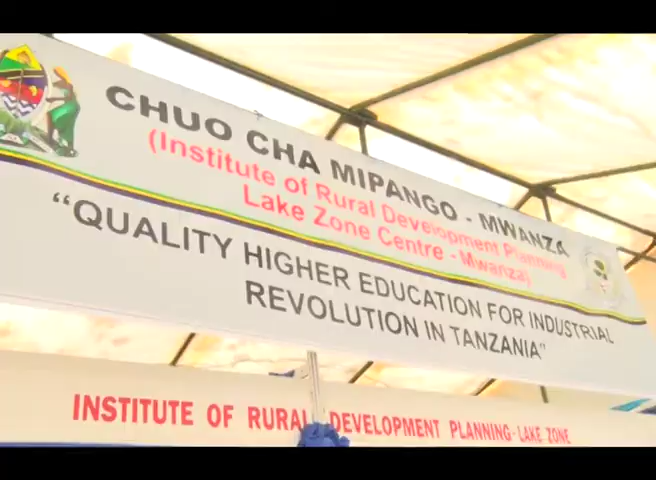 CHUO CHA MIPANGO - MWANZA
(Institute of Rural Development Planning
Lake Zone Centre - Mwanza)
"QUALITY HIGHER EDUCATION FOR INDUSTRIAL
REVOLUTION IN TANZANIA"
INSTITUTE OF RURAL DEVELOPMENT PLANNING-LAKE ZONE